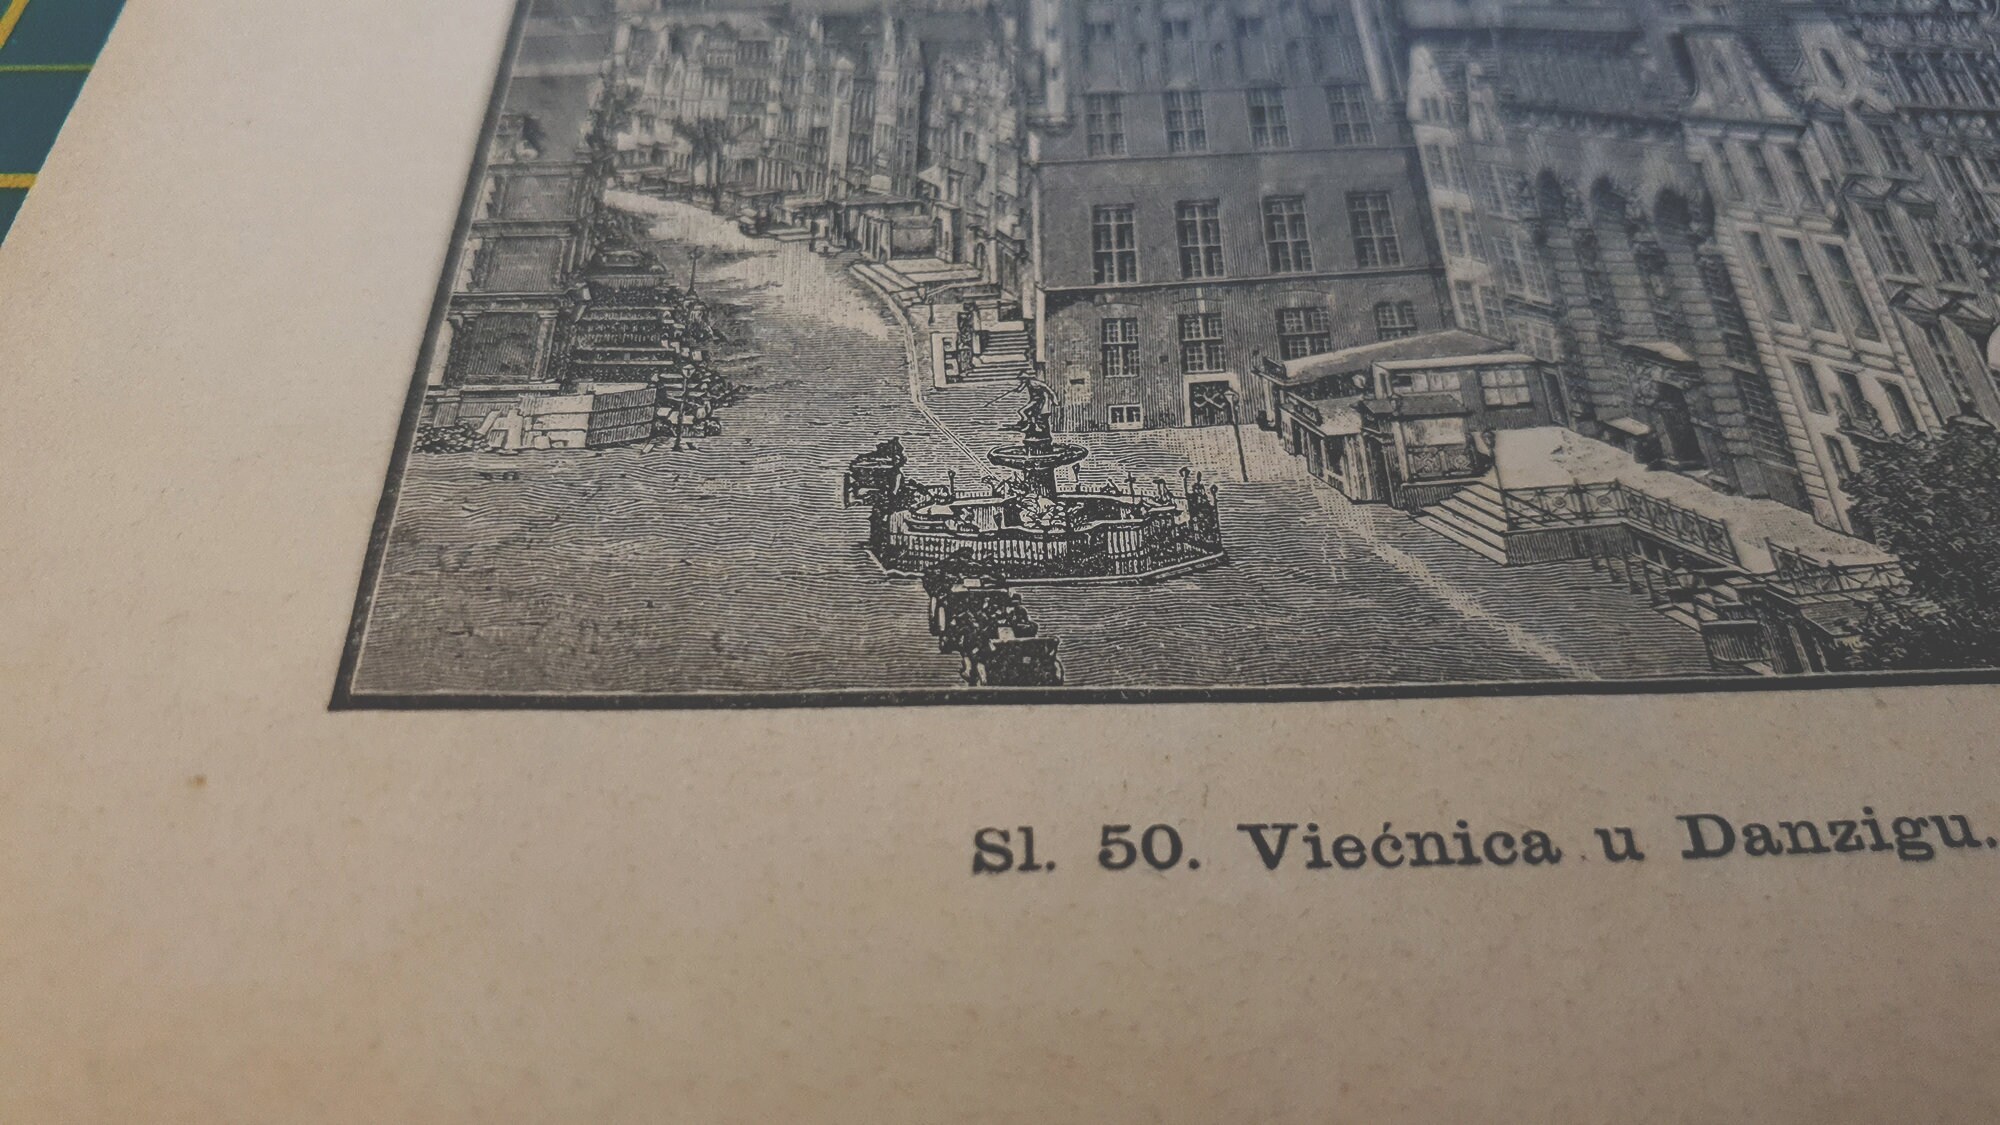 Sl. 50. Viećnica u Danzigu.